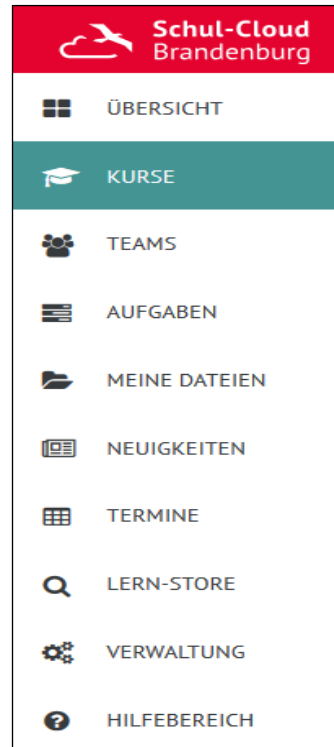 Schul-Cloud
Brandenburg
ÜBERSICHT
KURSE
TEAMS
AUFGABEN
MEINE DATEIEN
NEUIGKEITEN
TERMINE
LERN-STORE
VERWALTUNG
HILFEBEREICH